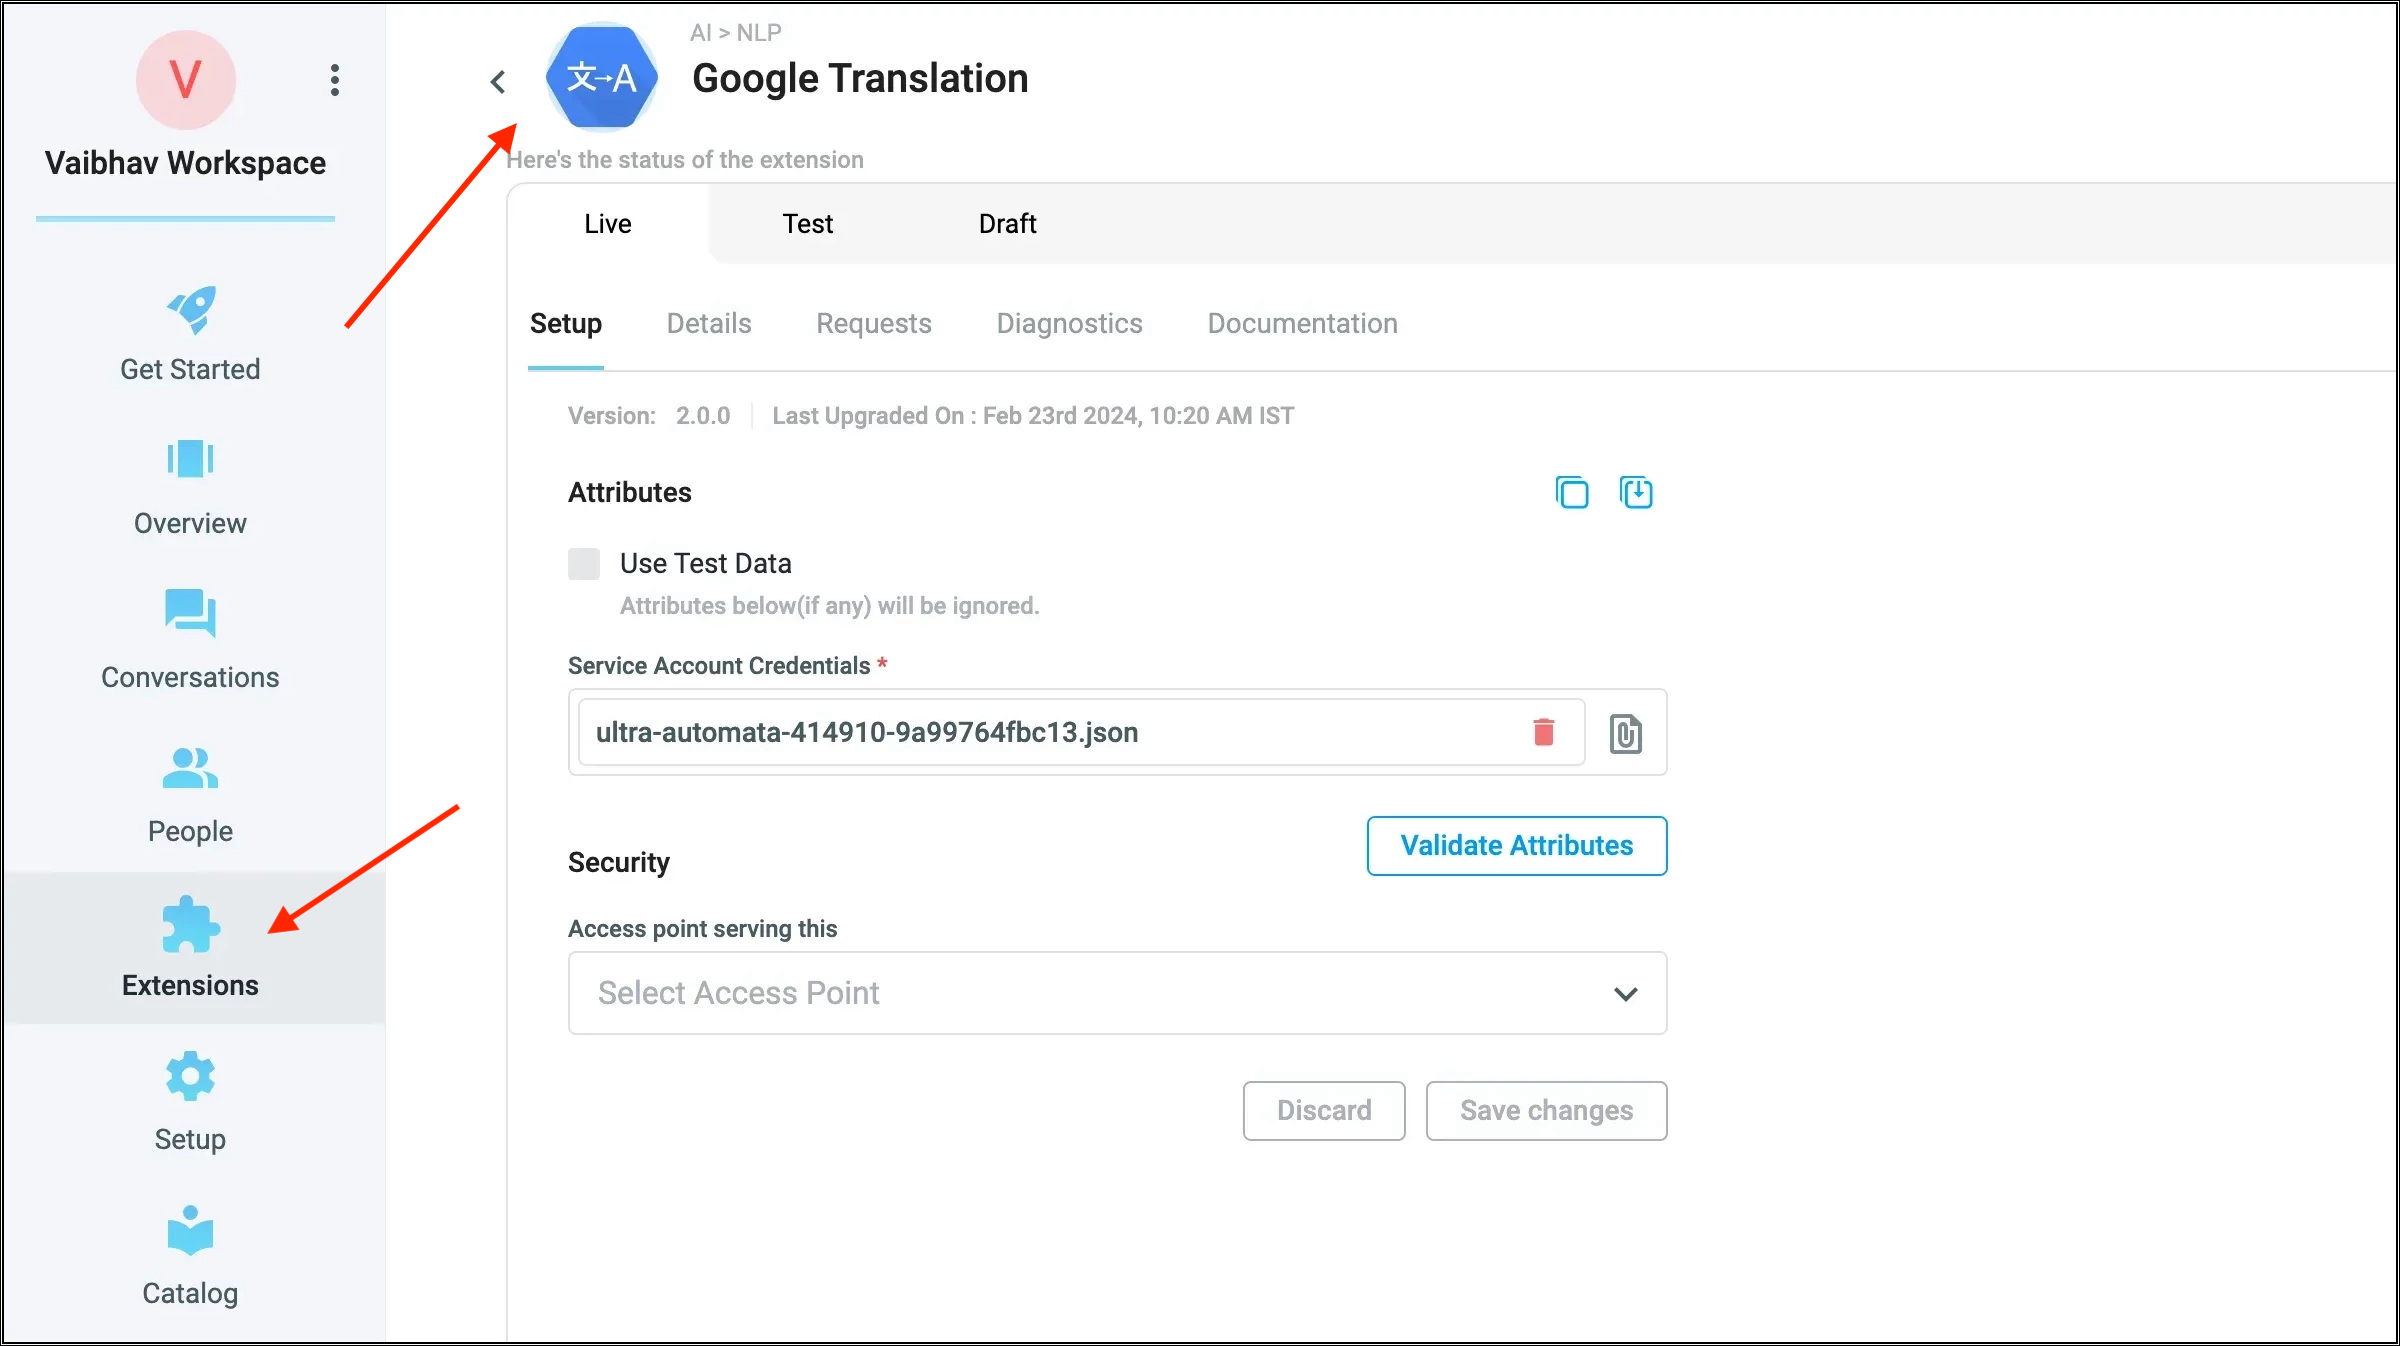 V
Vaibhav Workspace
Get Started
Overview
Conversations
People
Extensions
Setup
Catalog
AI > NLP
文→A
Google Translation
Here's the status of the extension
Live Test Draft
Setup Details Requests Diagnostics Documentation
Version: 2.0.0 Last Upgraded On : Feb 23rd 2024, 10:20 AM IST
Attributes
Use Test Data
Attributes below(if any) will be ignored.
Service Account Credentials *
ultra-automata-414910-9a99764fbc13.json
Validate Attributes
Security
Access point serving this
Select Access Point
Discard Save changes